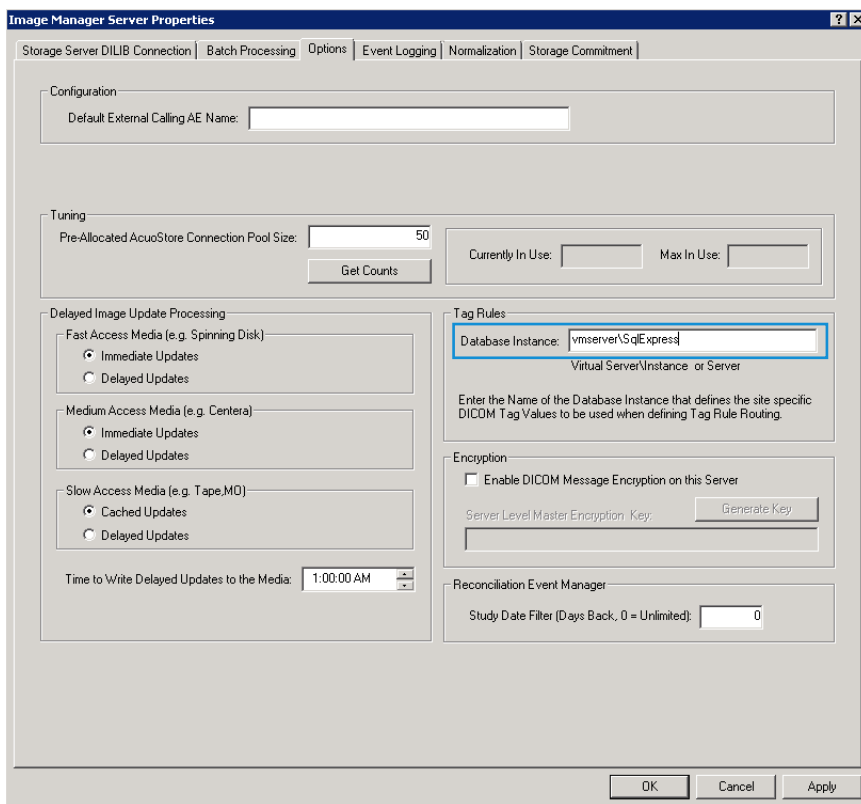 Image Manager Server Properties
Storage Server DILIB Connection Batch Processing Options Event Logging Normalization Storage Commitment
Configuration
Default External Calling AE Name:
Tuning
Pre-Allocated AcuoStore Connection Pool Size: 50
Get Counts
Currently In Use: Max In Use:
Delayed Image Update Processing
Fast Access Media (e.g. Spinning Disk)
Immediate Updates
Delayed Updates
Medium Access Media (e.g. Centera)
Immediate Updates
Delayed Updates
Slow Access Media (e.g. Tape,MO)
Cached Updates
Delayed Updates
Time to Write Delayed Updates to the Media: 1:00:00 AM
Tag Rules
Database Instance: vmserver\SqlExpress
Virtual Server\Instance or Server
Enter the Name of the Database Instance that defines the site specific
DICOM Tag Values to be used when defining Tag Rule Routing.
Encryption
Enable DICOM Message Encryption on this Server
Server Level Master Encryption Key: Generate Key
Reconciliation Event Manager
Study Date Filter (Days Back, 0 = Unlimited): 0
OK Cancel Apply